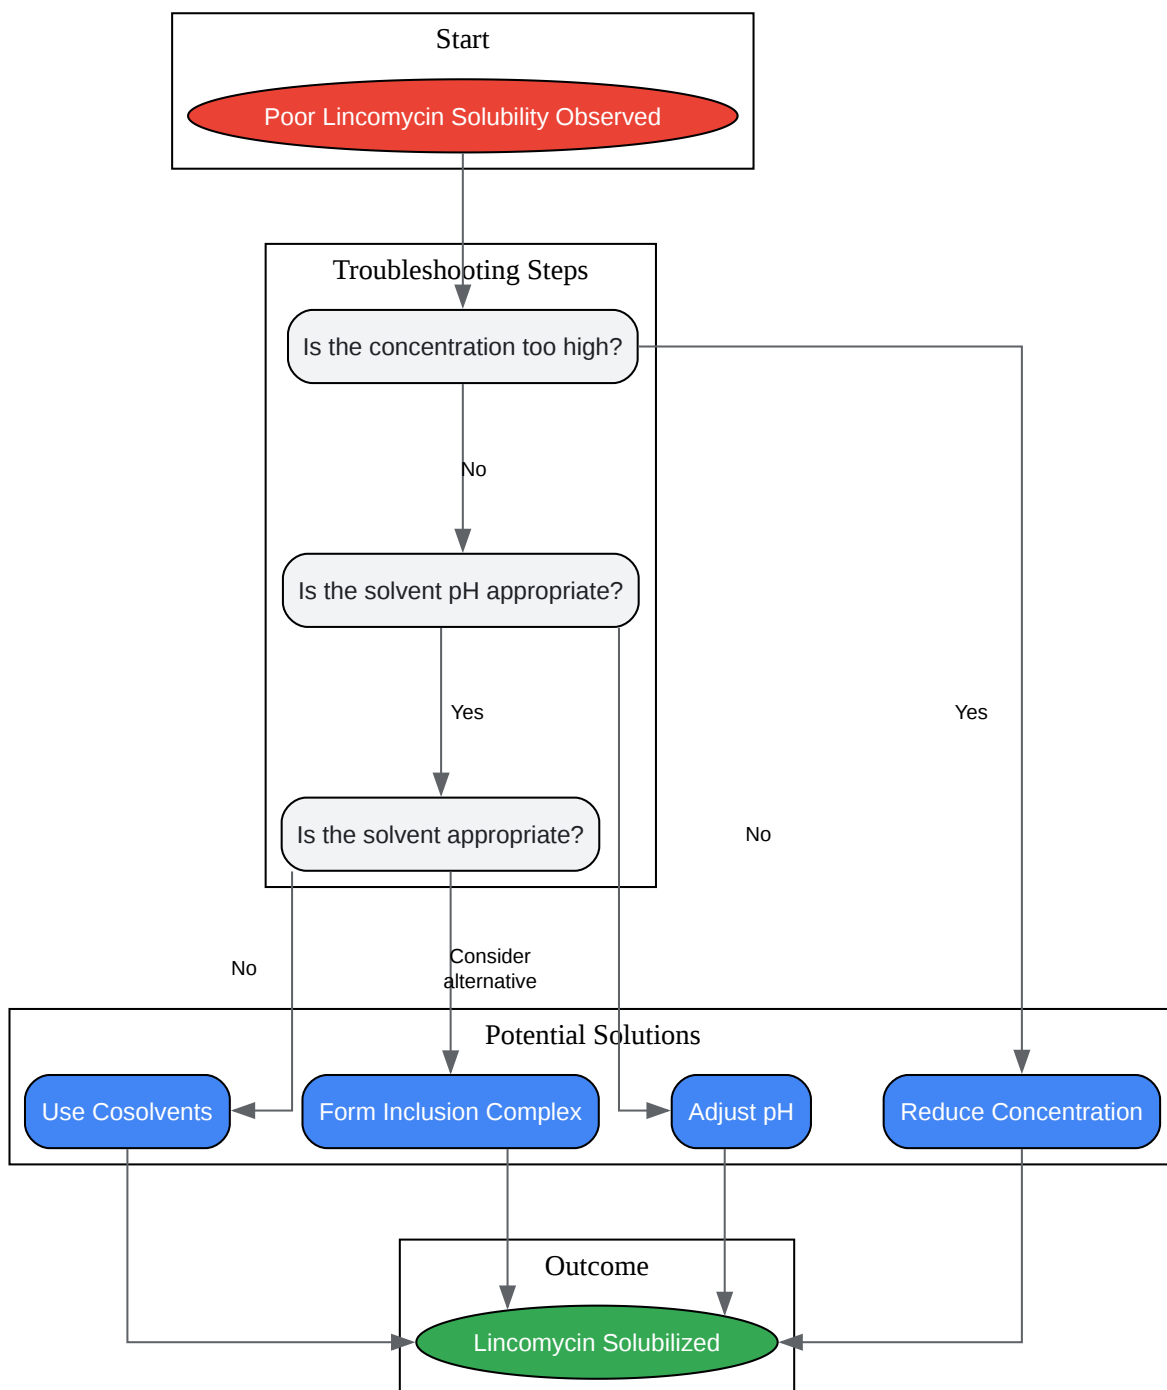 Start
Poor Lincomycin Solubility Observed
Troubleshooting Steps
Is the concentration too high?
No
Is the solvent pH appropriate?
Yes
Yes
Is the solvent appropriate?
No
No
Consider
alternative
Potential Solutions
Use Cosolvents
Form Inclusion Complex
Adjust pH
Reduce Concentration
Outcome
Lincomycin Solubilized